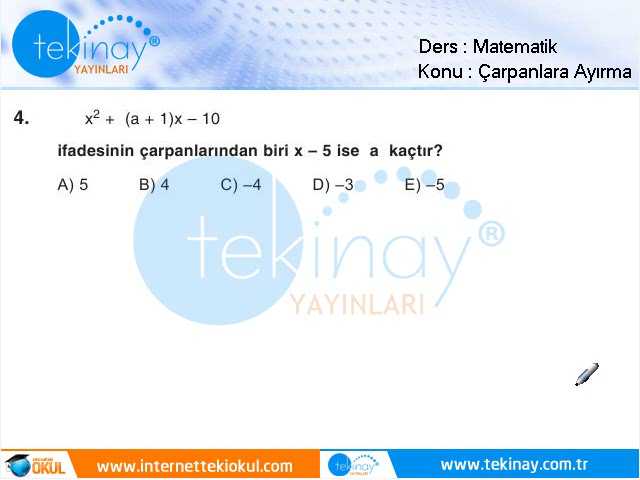 tekinay®
YAYINLARI
Ders : Matematik
Konu : Çarpanlara Ayırma
4. x² + (a + 1)x – 10
ifadesinin çarpanlarından biri x – 5 ise a kaçtır?
A) 5 B) 4 C) –4 D) –3 E) –5
tekinay®
YAYINLARI
OKUL www.internettekiokul.com tekinay www.tekinay.com.tr